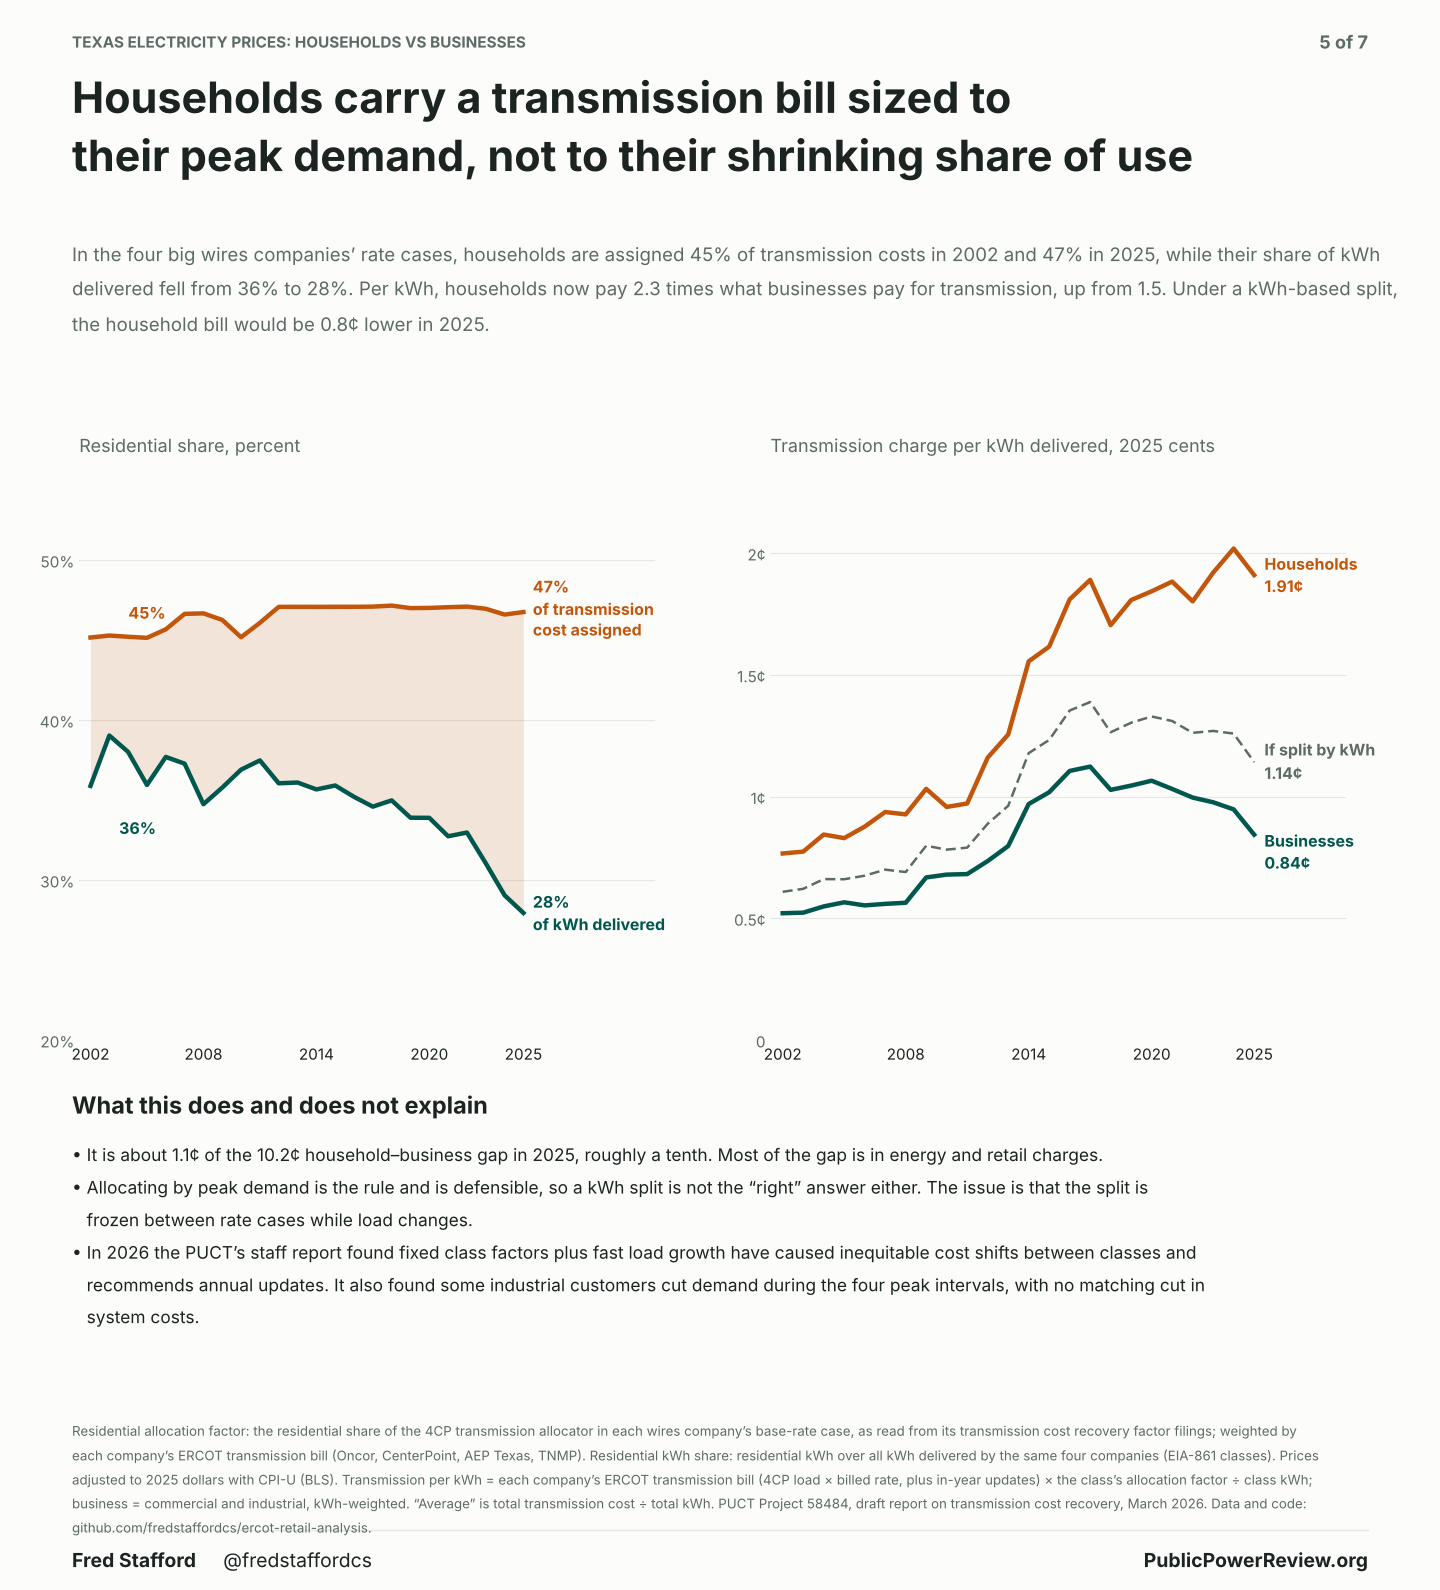 TEXAS ELECTRICITY PRICES: HOUSEHOLDS VS BUSINESSES
5 of 7
Households carry a transmission bill sized to
their peak demand, not to their shrinking share of use
In the four big wires companies’ rate cases, households are assigned 45% of transmission costs in 2002 and 47% in 2025, while their share of kWh
delivered fell from 36% to 28%. Per kWh, households now pay 2.3 times what businesses pay for transmission, up from 1.5. Under a kWh-based split,
the household bill would be 0.8¢ lower in 2025.
Residential share, percent
50%
40%
30%
20%
45%
47%
of transmission
cost assigned
36%
28%
of kWh delivered
2002
2008
2014
2020
2025
Transmission charge per kWh delivered, 2025 cents
2¢
1.5¢
1¢
0.5¢
0
Households
1.91¢
If split by kWh
1.14¢
Businesses
0.84¢
2002
2008
2014
2020
2025
What this does and does not explain
• It is about 1.1¢ of the 10.2¢ household–business gap in 2025, roughly a tenth. Most of the gap is in energy and retail charges.
• Allocating by peak demand is the rule and is defensible, so a kWh split is not the “right” answer either. The issue is that the split is
frozen between rate cases while load changes.
• In 2026 the PUCT’s staff report found fixed class factors plus fast load growth have caused inequitable cost shifts between classes and
recommends annual updates. It also found some industrial customers cut demand during the four peak intervals, with no matching cut in
system costs.
Residential allocation factor: the residential share of the 4CP transmission allocator in each wires company’s base-rate case, as read from its transmission cost recovery factor filings; weighted by
each company’s ERCOT transmission bill (Oncor, CenterPoint, AEP Texas, TNMP). Residential kWh share: residential kWh over all kWh delivered by the same four companies (EIA-861 classes). Prices
adjusted to 2025 dollars with CPI-U (BLS). Transmission per kWh = each company’s ERCOT transmission bill (4CP load × billed rate, plus in-year updates) × the class’s allocation factor ÷ class kWh;
business = commercial and industrial, kWh-weighted. “Average” is total transmission cost ÷ total kWh. PUCT Project 58484, draft report on transmission cost recovery, March 2026. Data and code:
github.com/fredstaffordcs/ercot-retail-analysis.
Fred Stafford @fredstaffordcs
PublicPowerReview.org